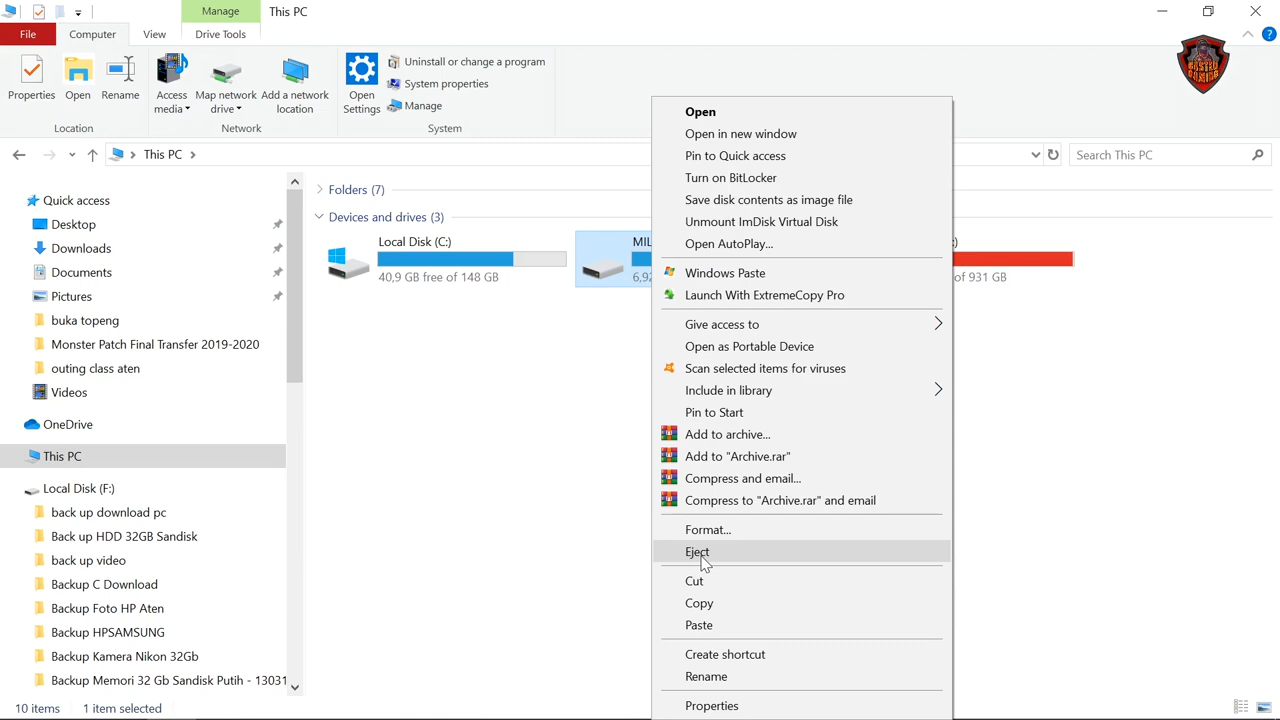 Manage
This PC
File
Computer
View
Drive Tools
Properties
Open
Rename
Access media
Map network drive
Add a network location
Open Settings
Uninstall or change a program
System properties
Manage
Location
Network
System
This PC
Search This PC
Quick access
Desktop
Downloads
Documents
Pictures
buka topeng
Monster Patch Final Transfer 2019-2020
outing class aten
Videos
OneDrive
This PC
Local Disk (F:)
back up download pc
Back up HDD 32GB Sandisk
back up video
Backup C Download
Backup Foto HP Aten
Backup HPSAMSUNG
Backup Kamera Nikon 32Gb
Backup Memori 32 Gb Sandisk Putih - 13031
Folders (7)
Devices and drives (3)
Local Disk (C:)
40,9 GB free of 148 GB
MIL
6,92
:)
of 931 GB
Open
Open in new window
Pin to Quick access
Turn on BitLocker
Save disk contents as image file
Unmount ImDisk Virtual Disk
Open AutoPlay...
Windows Paste
Launch With ExtremeCopy Pro
Give access to
Open as Portable Device
Scan selected items for viruses
Include in library
Pin to Start
Add to archive...
Add to "Archive.rar"
Compress and email...
Compress to "Archive.rar" and email
Format...
Eject
Cut
Copy
Paste
Create shortcut
Rename
Properties
10 items
1 item selected